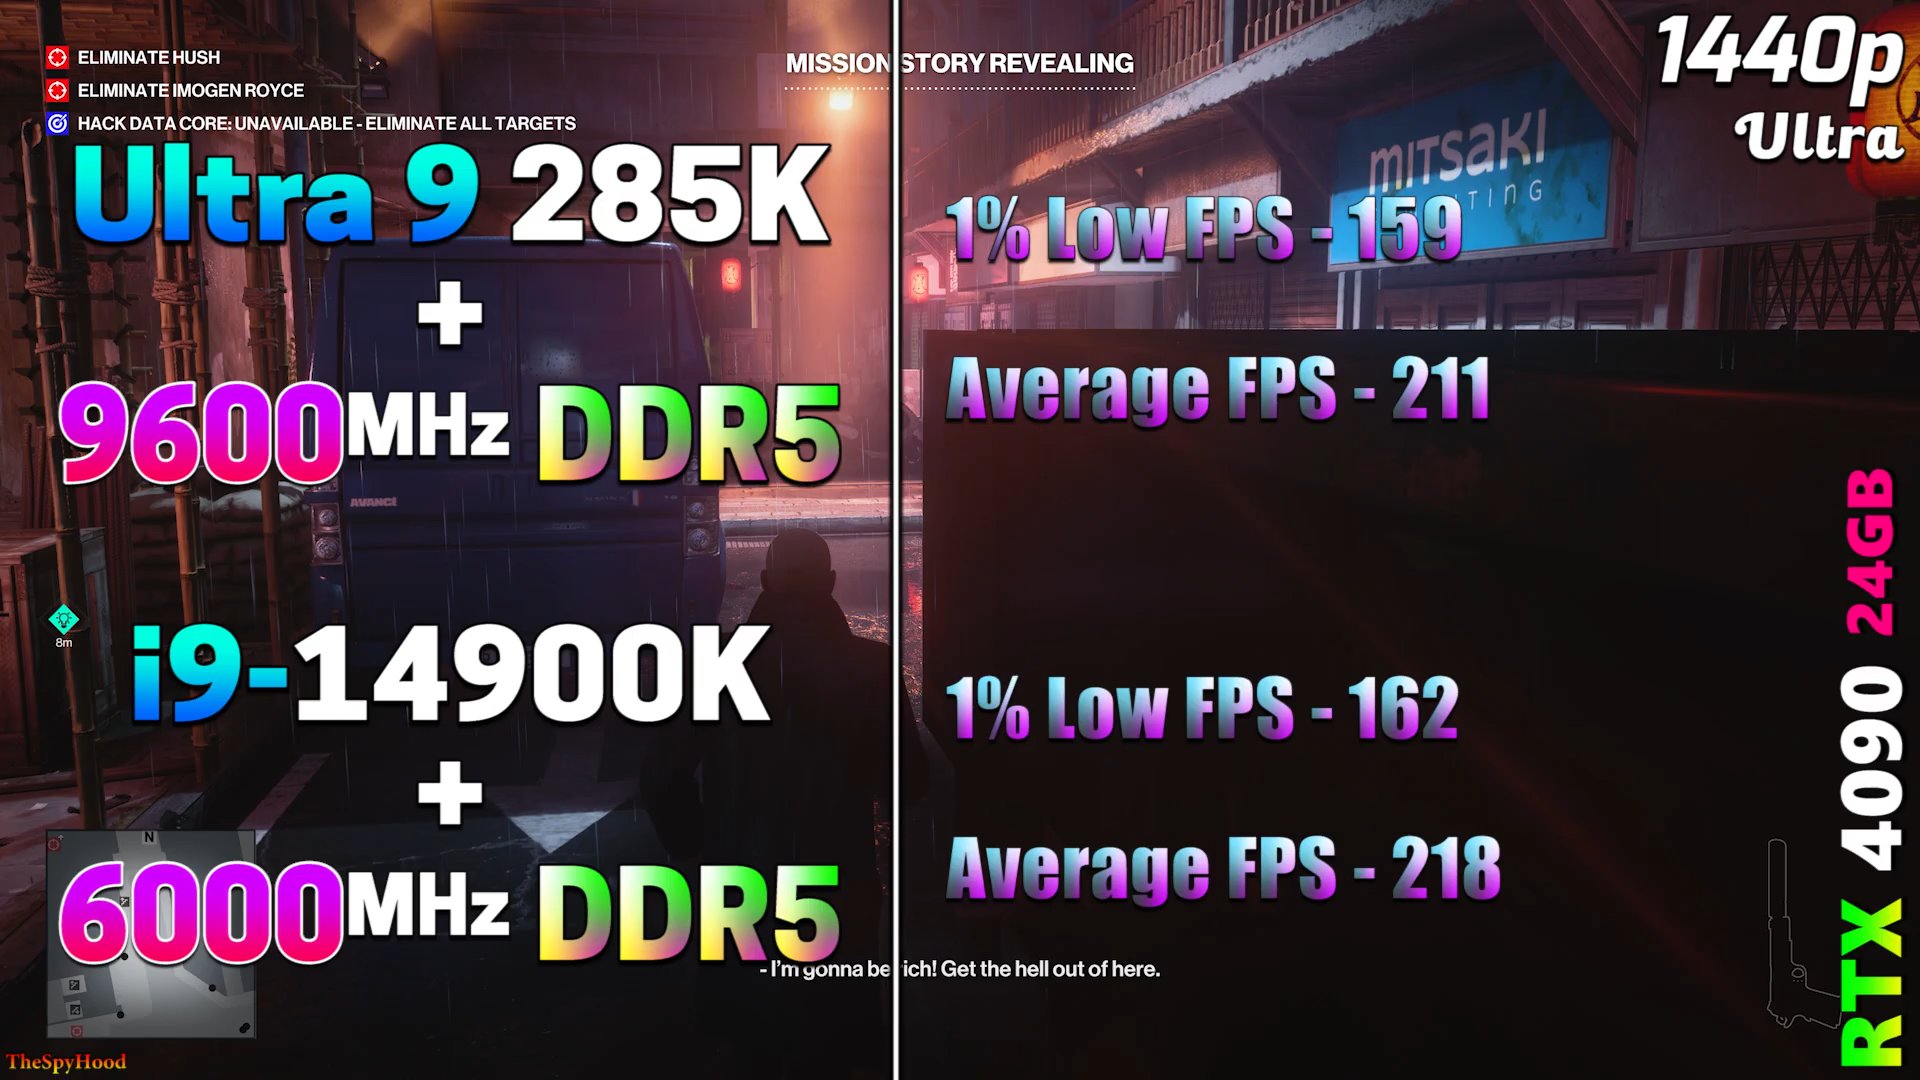 ELIMINATE HUSH
ELIMINATE IMOGEN ROYCE
HACK DATA CORE: UNAVAILABLE - ELIMINATE ALL TARGETS
MISSION STORY REVEALING
1440p
Ultra
Ultra 9 285K
+
9600MHz DDR5
i9-14900K
+
6000MHz DDR5
MITSAKI
1% Low FPS - 159
Average FPS - 211
1% Low FPS - 162
Average FPS - 218
RTX 4090 24GB
AVANCE
8m
N
- I'm gonna be rich! Get the hell out of here.
TheSpyHood